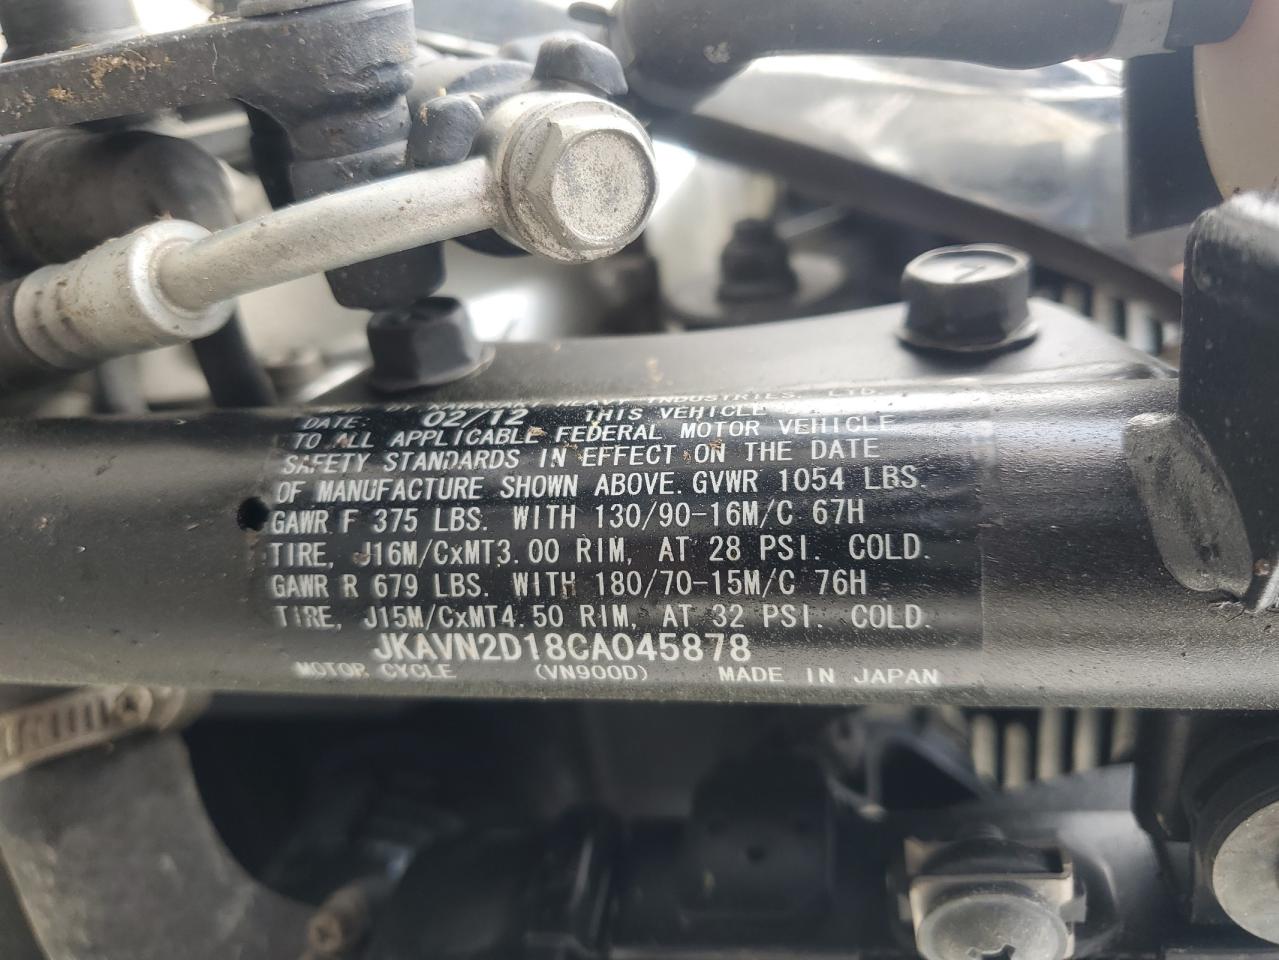 HEAVY INDUSTRIES, LTD.
DATE: 02/12 THIS VEHICLE
TO ALL APPLICABLE FEDERAL MOTOR VEHICLE
SAFETY STANDARDS IN EFFECT ON THE DATE
OF MANUFACTURE SHOWN ABOVE. GVWR 1054 LBS.
GAWR F 375 LBS. WITH 130/90-16M/C 67H
TIRE, J16M/CxMT3.00 RIM, AT 28 PSI. COLD.
GAWR R 679 LBS. WITH 180/70-15M/C 76H
TIRE, J15M/CxMT4.50 RIM, AT 32 PSI. COLD.
JKAVN2D18CA045878
MOTOR CYCLE (VN900D) MADE IN JAPAN